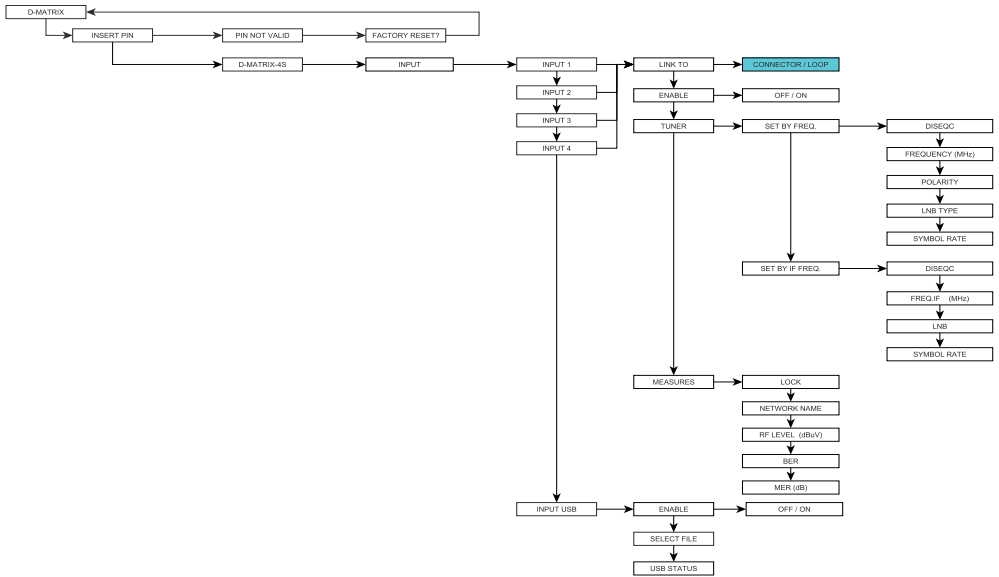 D-MATRIX
INSERT PIN
PIN NOT VALID
FACTORY RESET?
D-MATRIX-4S
INPUT
INPUT 1
LINK TO
CONNECTOR / LOOP
INPUT 2
ENABLE
OFF / ON
INPUT 3
TUNER
SET BY FREQ.
DISEQC
INPUT 4
FREQUENCY (MHz)
POLARITY
LNB TYPE
SYMBOL RATE
SET BY IF FREQ.
DISEQC
FREQ.IF (MHz)
LNB
SYMBOL RATE
MEASURES
LOCK
NETWORK NAME
RF LEVEL (dBuV)
BER
MER (dB)
INPUT USB
ENABLE
OFF / ON
SELECT FILE
USB STATUS